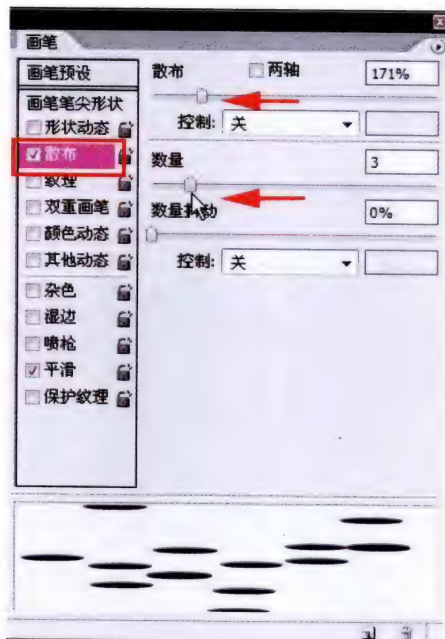 画笔
画笔预设
画笔笔尖形状
形状动态
散布
纹理
双重画笔
颜色动态
其他动态
杂色
湿边
喷枪
平滑
保护纹理
散布 两轴 171%
控制: 关
数量 3
数量抖动 0%
控制: 关